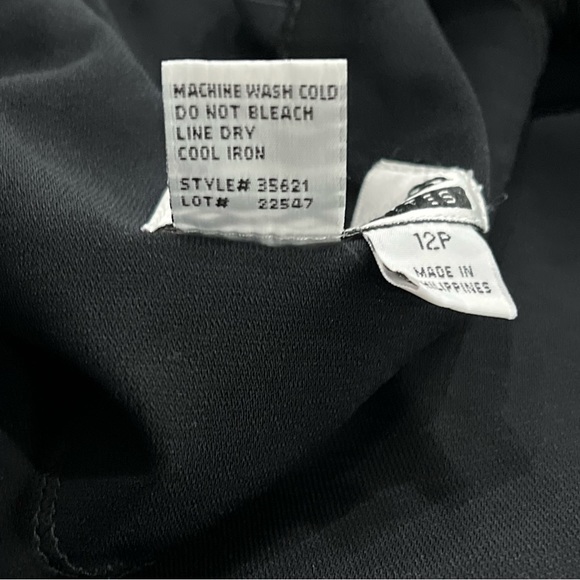 MACHINE WASH COLD
DO NOT BLEACH
LINE DRY
COOL IRON
STYLE# 35621
LOT# 22547
12P
MADE IN